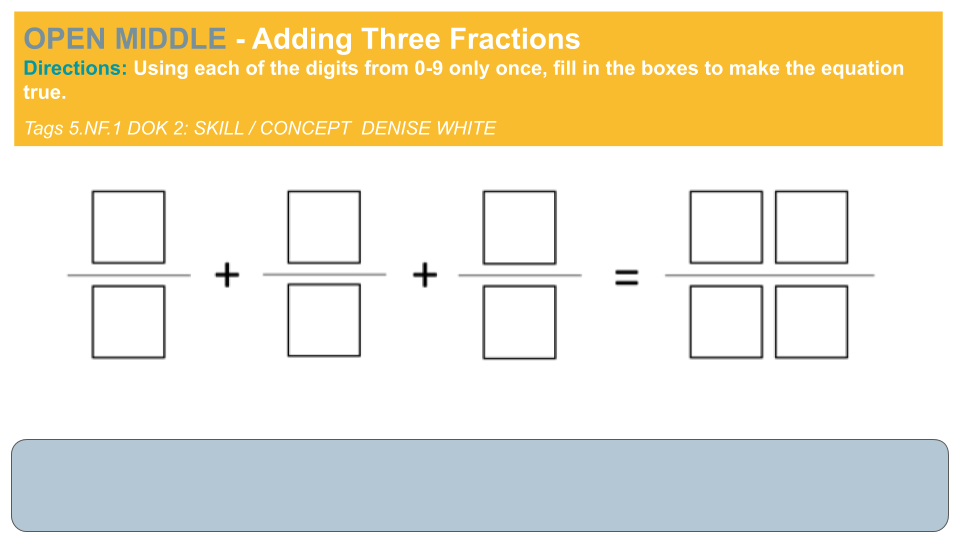 OPEN MIDDLE - Adding Three Fractions
Directions: Using each of the digits from 0-9 only once, fill in the boxes to make the equation
true.
Tags 5.NF.1 DOK 2: SKILL / CONCEPT  DENISE WHITE
+ + =